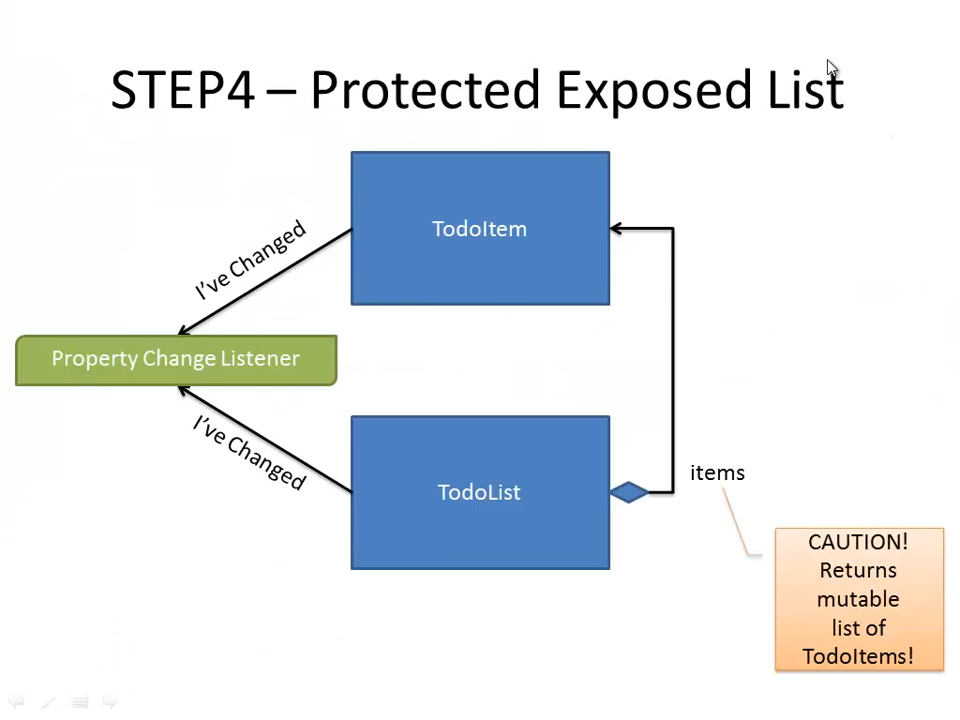 STEP4 – Protected Exposed List
TodoItem
I've Changed
Property Change Listener
I've Changed
TodoList
items
CAUTION!
Returns
mutable
list of
TodoItems!